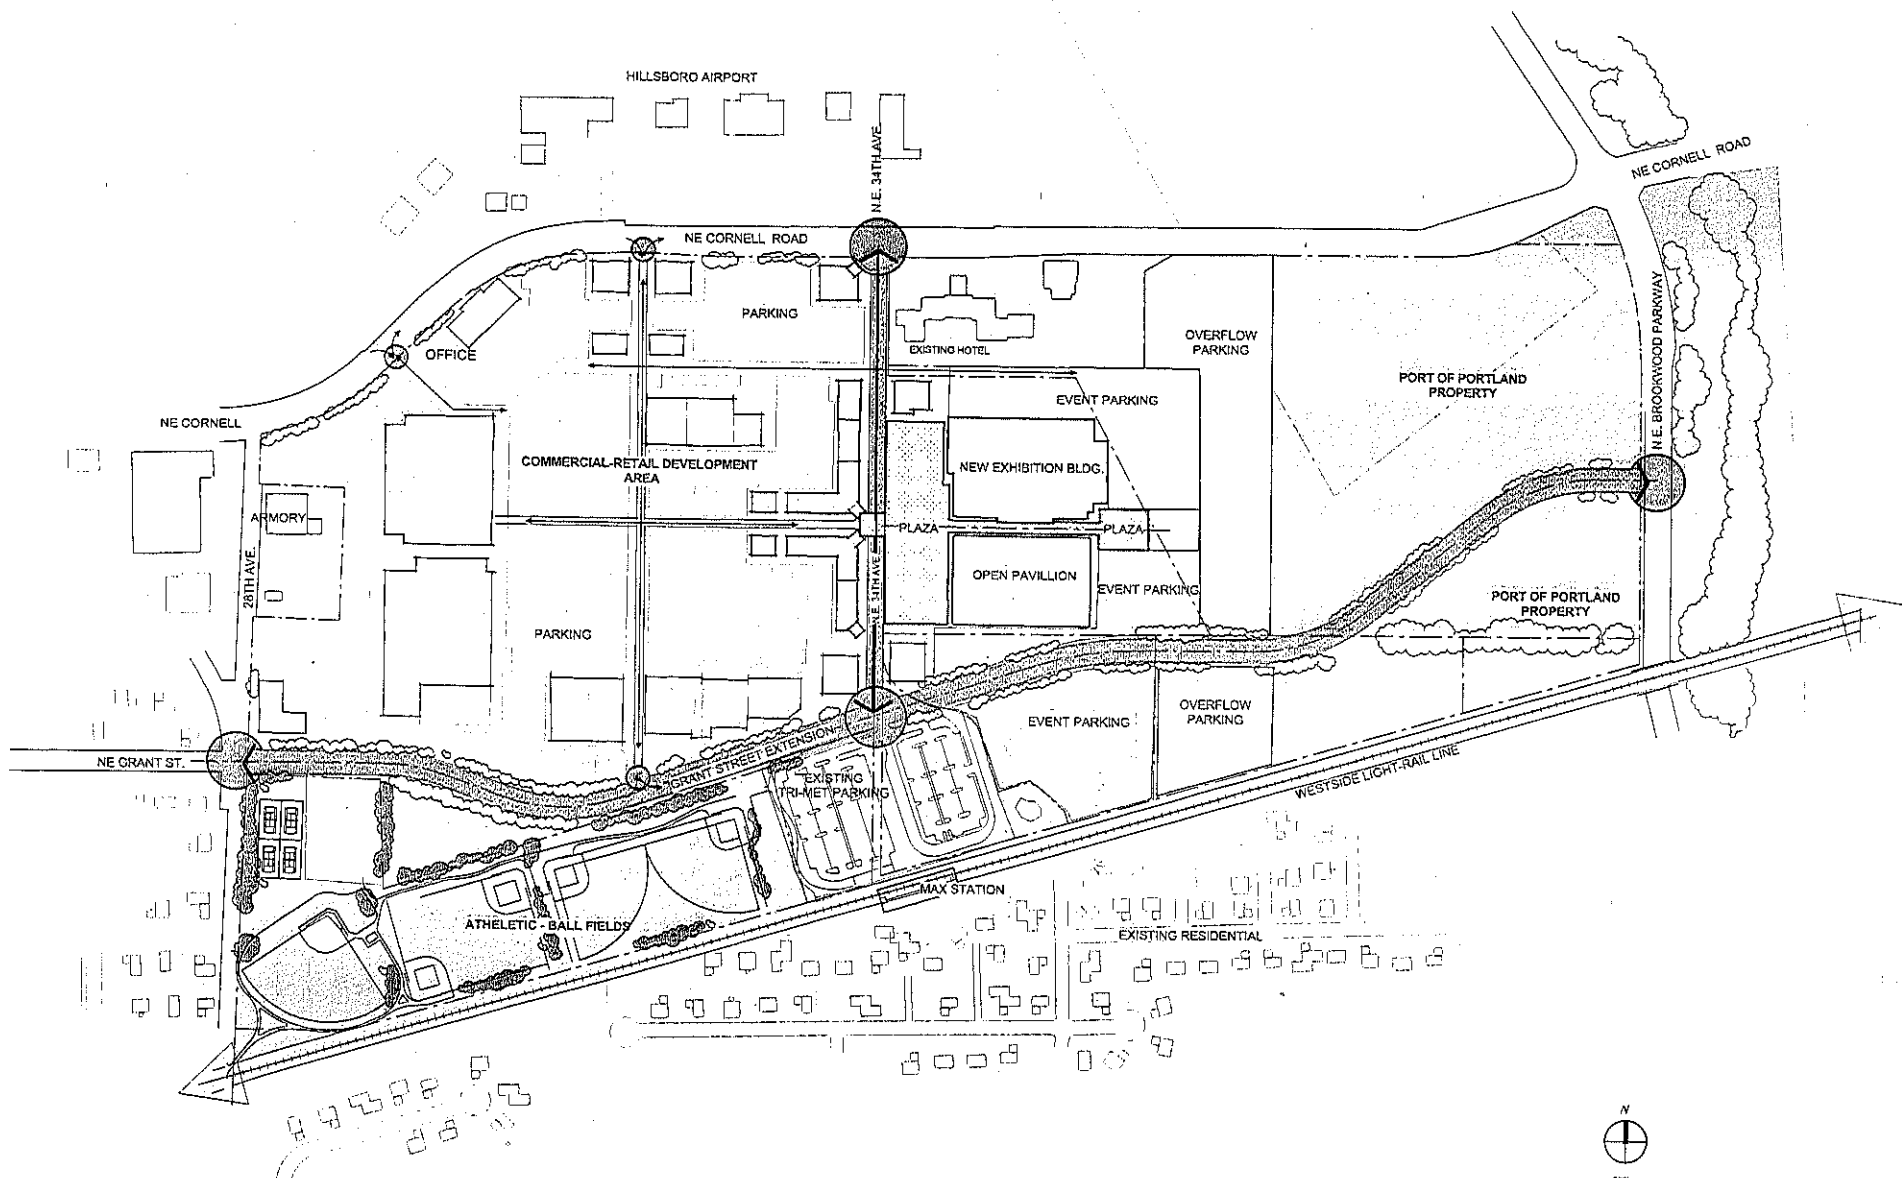 HILLSBORO AIRPORT
N.E. 34TH AVE.
NE CORNELL ROAD
NE CORNELL ROAD
PARKING
OFFICE
EXISTING HOTEL
OVERFLOW
PARKING
N.E. BROOKWOOD PARKWAY
PORT OF PORTLAND
PROPERTY
EVENT PARKING
NE CORNELL
COMMERCIAL-RETAIL DEVELOPMENT
AREA
NEW EXHIBITION BLDG.
ARMORY
PLAZA
PLAZA
28TH AVE.
N.E. 34TH AVE.
OPEN PAVILLION
EVENT PARKING
PORT OF PORTLAND
PROPERTY
PARKING
EVENT PARKING
OVERFLOW
PARKING
NE GRANT ST.
GRANT STREET EXTENSION
EXISTING
TRI-MET PARKING
WESTSIDE LIGHT-RAIL LINE
MAX STATION
ATHELETIC - BALL FIELDS
EXISTING RESIDENTIAL
N